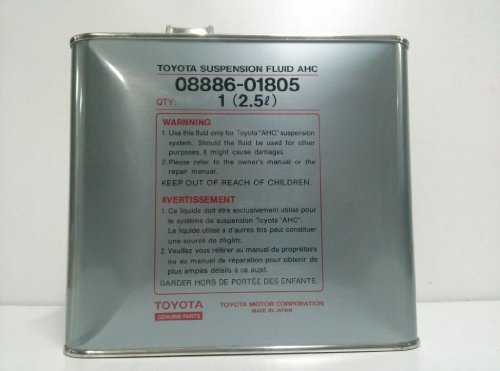 TOYOTA SUSPENSION FLUID AHC
08886-01805
QTY: 1 (2.5ℓ)
WARNNING
1. Use this fluid only for Toyota "AHC" suspension
system. Should the fluid be used for other
purposes, it might cause damages.
2. Please refer to the owner's manual or the
repair manual.
KEEP OUT OF REACH OF CHILDREN.
AVERTISSEMENT
1. Ce liquide doit être exclusivement utilisé pour
le système de suspension Toyota "AHC".
Le liquide utilisé à d'autres fins peut constituer
une source de dégâts.
2. Veuillez vous référer au manuel de propriétaire
ou au manuel de réparation pour obtenir de
plus amples détails à ce sujet.
GARDER HORS DE PORTÉE DES ENFANTS.
TOYOTA TOYOTA MOTOR CORPORATION
GENUINE PARTS MADE IN JAPAN